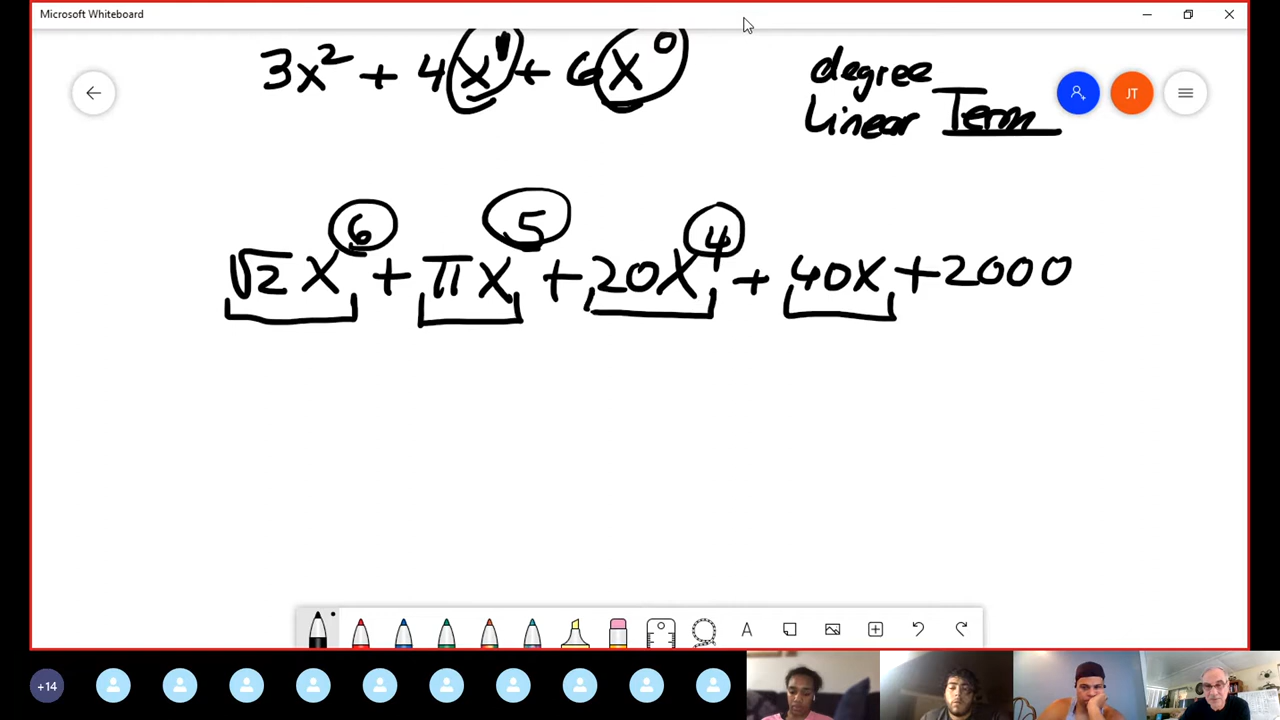 Microsoft Whiteboard
3x² + 4x¹ + 6x⁰
degree
Linear Term
JT
√2 x⁶ + πx⁵ + 20x⁴ + 40x + 2000
A
+14